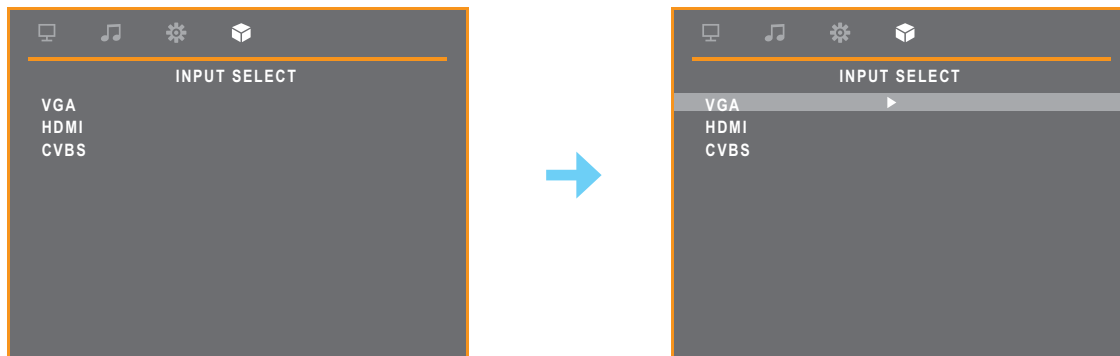 INPUT SELECT
VGA
HDMI
CVBS
INPUT SELECT
VGA
HDMI
CVBS